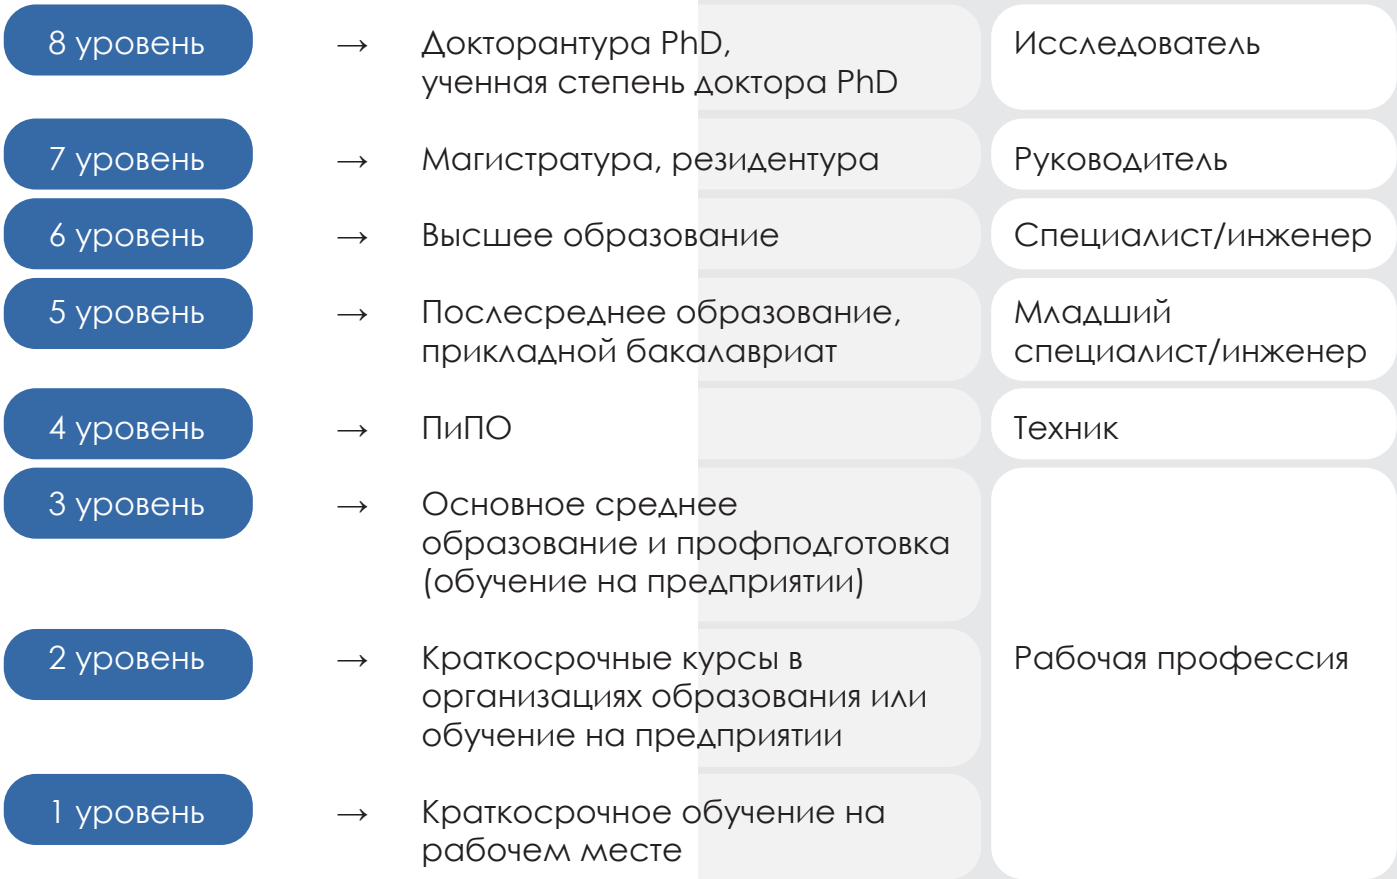 8 уровень → Докторантура PhD, Исследователь
ученная степень доктора PhD
7 уровень → Магистратура, резидентура Руководитель
6 уровень → Высшее образование Специалист/инженер
5 уровень → Послесреднее образование, Младший
прикладной бакалавриат специалист/инженер
4 уровень → ПиПО Техник
3 уровень → Основное среднее
образование и профподготовка
(обучение на предприятии)
2 уровень → Краткосрочные курсы в Рабочая профессия
организациях образования или
обучение на предприятии
1 уровень → Краткосрочное обучение на
рабочем месте